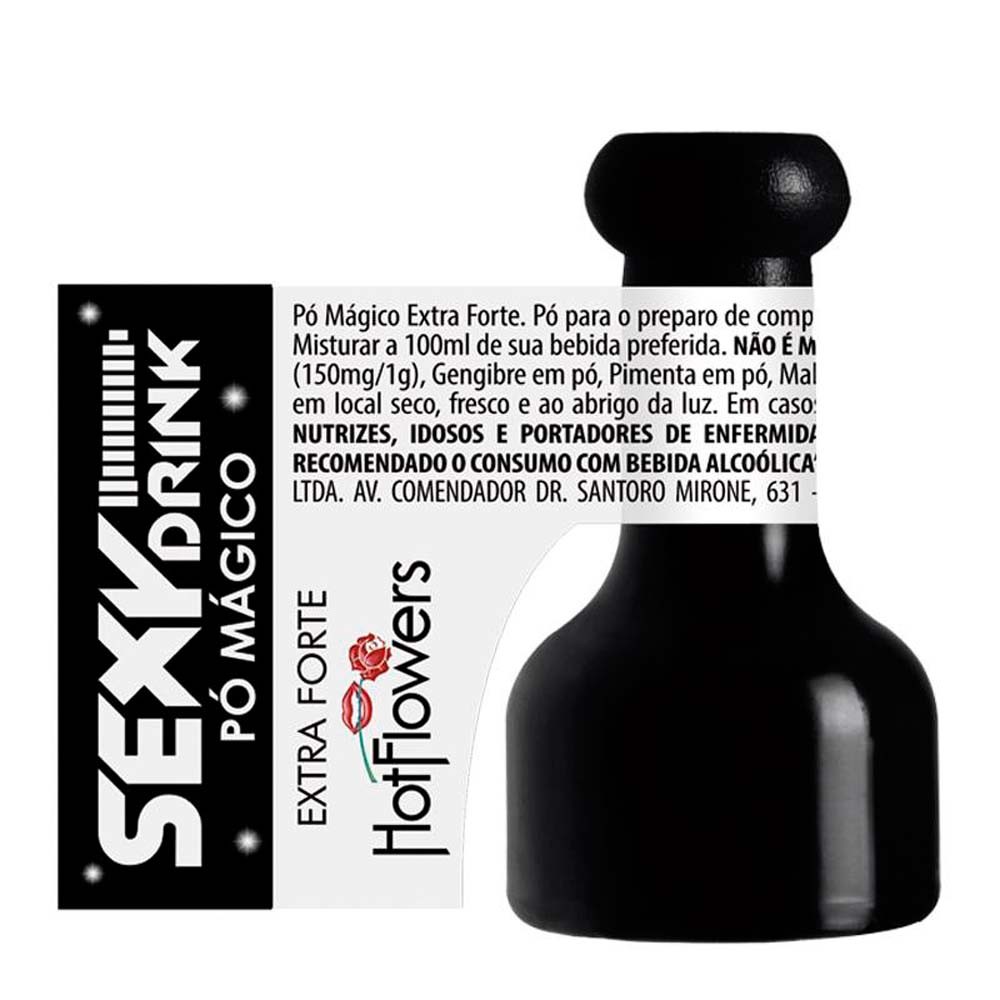 SEXY
DRINK
PÓ MÁGICO
Pó Mágico Extra Forte. Pó para o preparo de comp
Misturar a 100ml de sua bebida preferida. NÃO É M
(150mg/1g), Gengibre em pó, Pimenta em pó, Mal
em local seco, fresco e ao abrigo da luz. Em caso
NUTRIZES, IDOSOS E PORTADORES DE ENFERMIDA
RECOMENDADO O CONSUMO COM BEBIDA ALCOÓLICA
LTDA. AV. COMENDADOR DR. SANTORO MIRONE, 631 -
EXTRA FORTE
HotFlowers